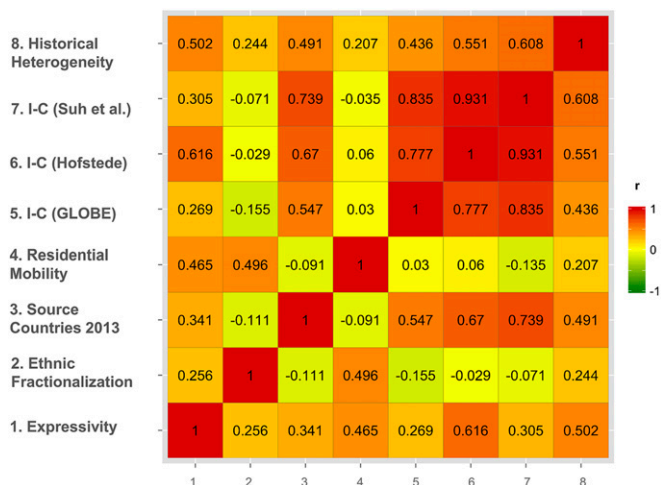 8. Historical
Heterogeneity
0.502 0.244 0.491 0.207 0.436 0.551 0.608 1
7. I-C (Suh et al.)
0.305 -0.071 0.739 -0.035 0.835 0.931 1 0.608
6. I-C (Hofstede)
0.616 -0.029 0.67 0.06 0.777 1 0.931 0.551
5. I-C (GLOBE)
0.269 -0.155 0.547 0.03 1 0.777 0.835 0.436
4. Residential
Mobility
0.465 0.496 -0.091 1 0.03 0.06 -0.135 0.207
3. Source
Countries 2013
0.341 -0.111 1 -0.091 0.547 0.67 0.739 0.491
2. Ethnic
Fractionalization
0.256 1 -0.111 0.496 -0.155 -0.029 -0.071 0.244
1. Expressivity
1 0.256 0.341 0.465 0.269 0.616 0.305 0.502
1 2 3 4 5 6 7 8
r
1
0
-1